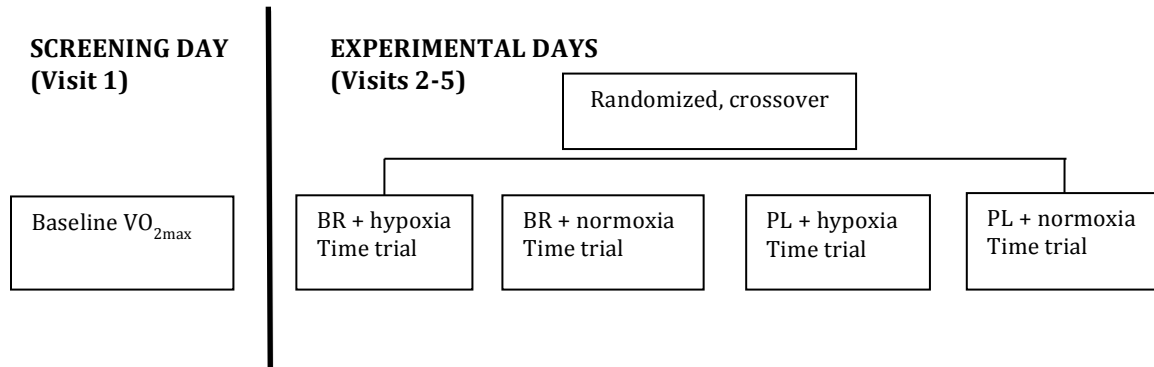 SCREENING DAY
(Visit 1)
EXPERIMENTAL DAYS
(Visits 2-5)
Randomized, crossover
Baseline VO2max
BR + hypoxia
Time trial
BR + normoxia
Time trial
PL + hypoxia
Time trial
PL + normoxia
Time trial